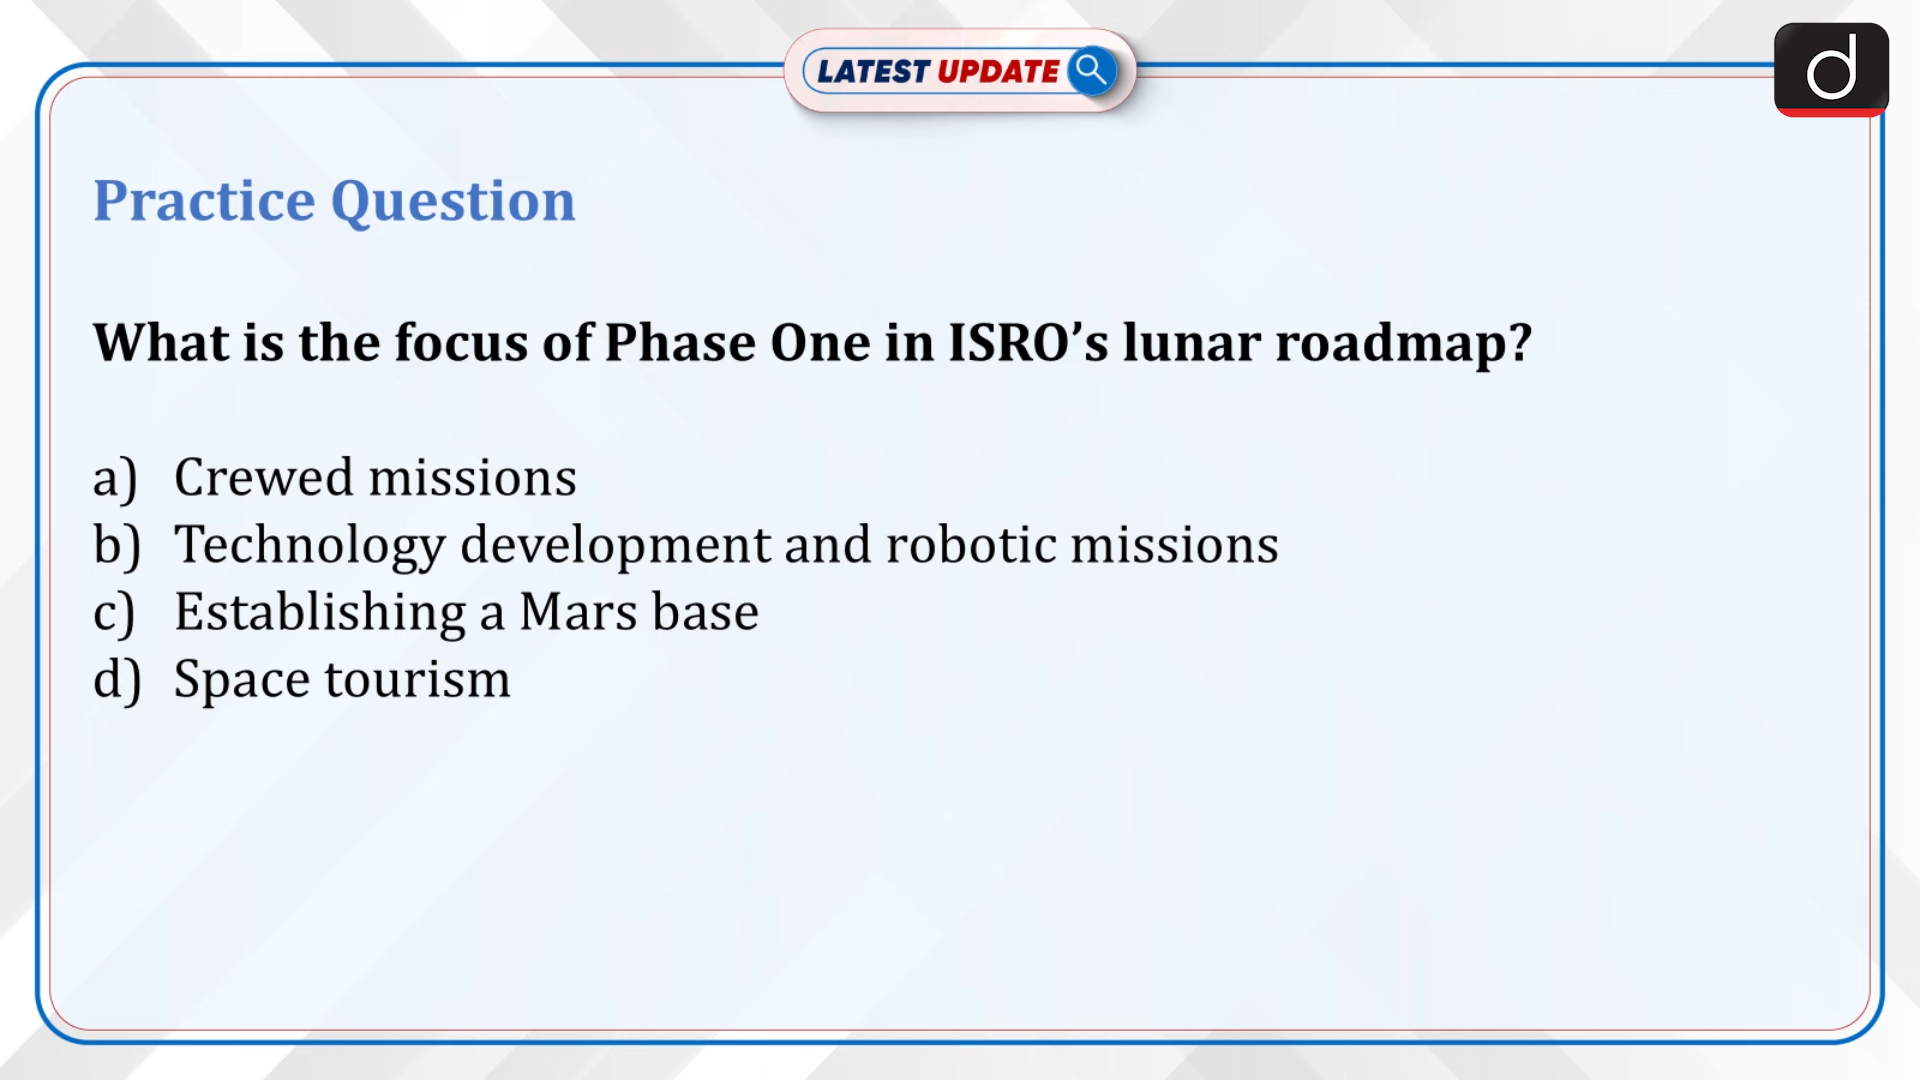 LATEST UPDATE
d
Practice Question
What is the focus of Phase One in ISRO’s lunar roadmap?
a) Crewed missions
b) Technology development and robotic missions
c) Establishing a Mars base
d) Space tourism